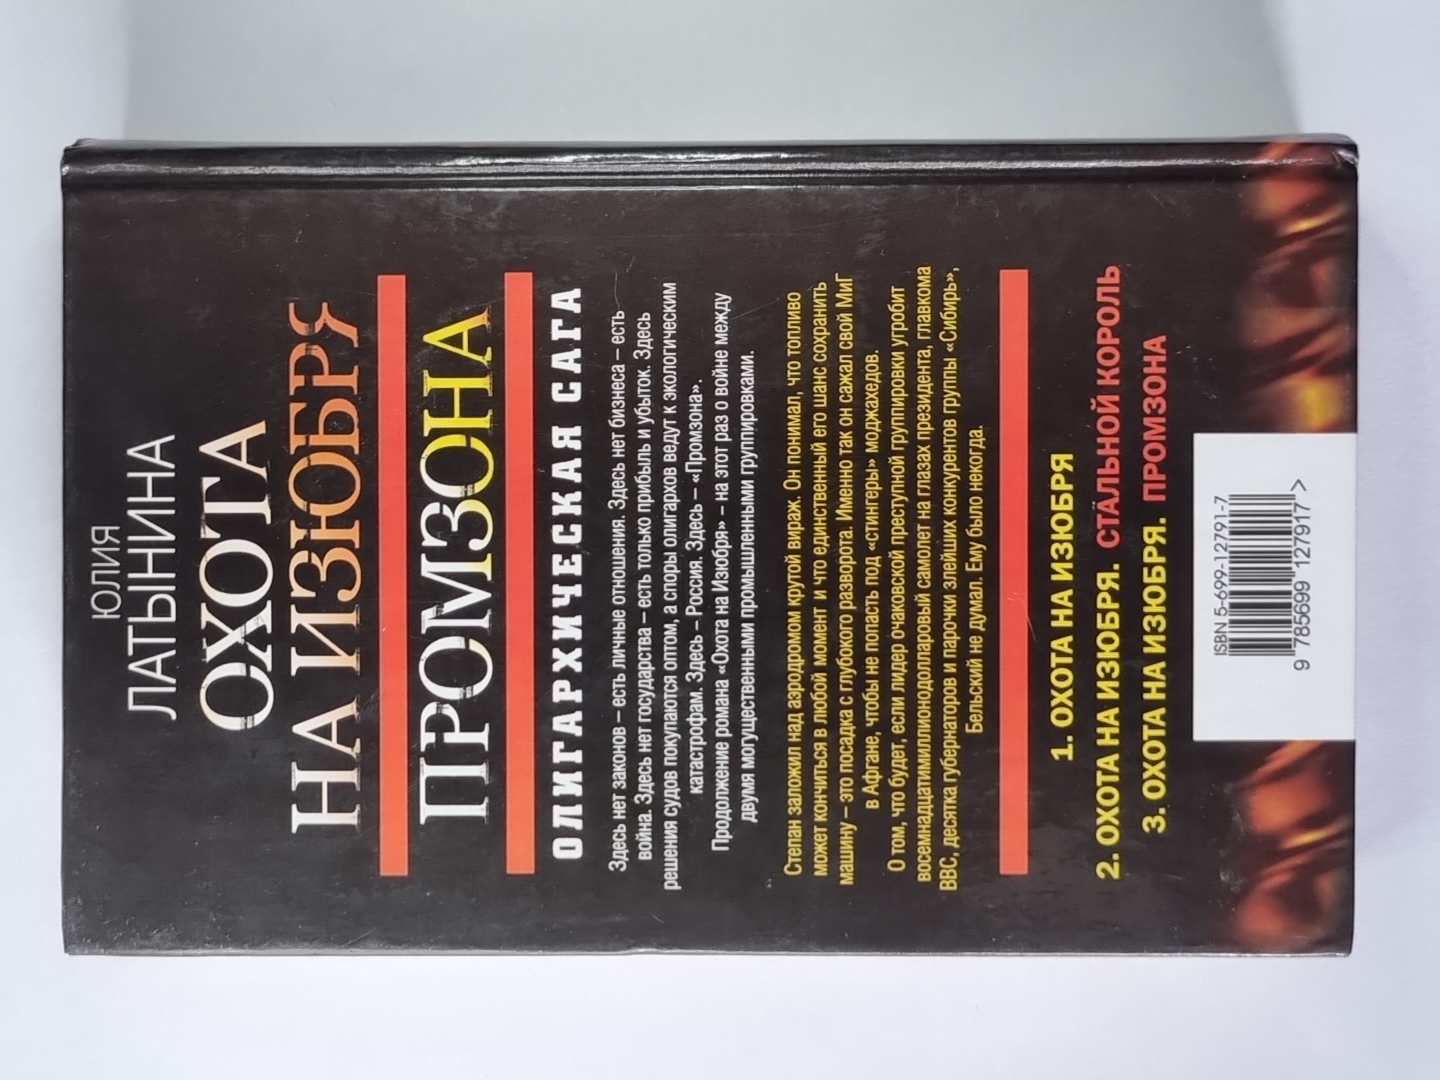 ЮЛИЯ
ЛАТЫНИНА
ОХОТА
НА ИЗЮБРЯ
ПРОМЗОНА
ОЛИГАРХИЧЕСКАЯ САГА
Здесь нет законов – есть личные отношения. Здесь нет бизнеса – есть
война. Здесь нет государства – есть только прибыль и убыток. Здесь
решения судов покупаются оптом, а споры олигархов ведут к экологическим
катастрофам. Здесь – Россия. Здесь – «Промзона».
Продолжение романа «Охота на Изюбря» – на этот раз о войне между
двумя могущественными промышленными группировками.
Степан заложил над аэродромом крутой вираж. Он понимал, что топливо
может кончиться в любой момент и что единственный его шанс сохранить
машину – это посадка с глубокого разворота. Именно так он сажал свой МиГ
в Афгане, чтобы не попасть под «стингеры» моджахедов.
О том, что будет, если лидер очаковской преступной группировки угробит
восемнадцатимиллионодолларовый самолет на глазах президента, главкома
ВВС, десятка губернаторов и парочки злейших конкурентов группы «Сибирь»,
Бельский не думал. Ему было некогда.
1. ОХОТА НА ИЗЮБРЯ
2. ОХОТА НА ИЗЮБРЯ. СТАЛЬНОЙ КОРОЛЬ
3. ОХОТА НА ИЗЮБРЯ. ПРОМЗОНА
ISBN 5-699-12791-7
9 785699 127917 >